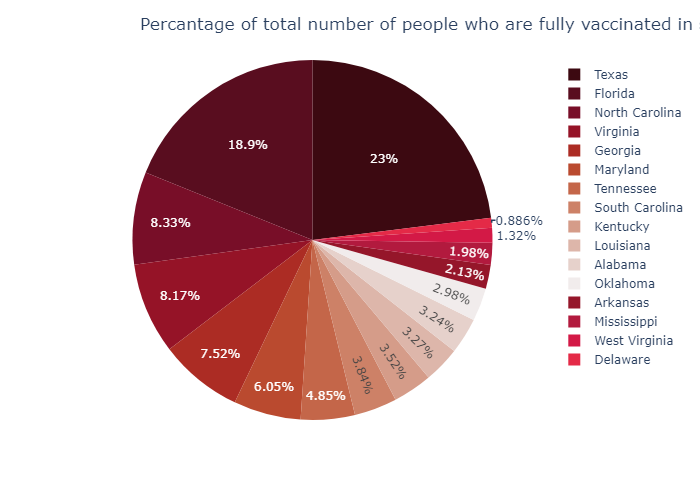 Percantage of total number of people who are fully vaccinated in
23%
18.9%
8.33%
8.17%
7.52%
6.05%
4.85%
3.84%
3.52%
3.27%
3.24%
2.98%
2.13%
1.98%
1.32%
0.886%
Texas
Florida
North Carolina
Virginia
Georgia
Maryland
Tennessee
South Carolina
Kentucky
Louisiana
Alabama
Oklahoma
Arkansas
Mississippi
West Virginia
Delaware